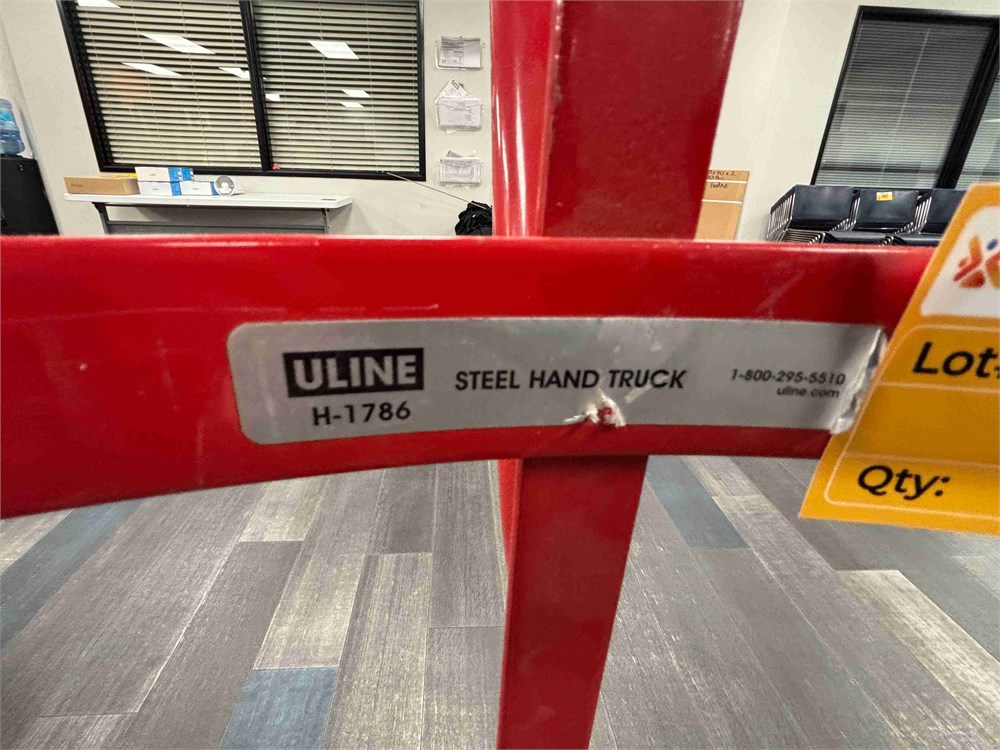 ULINE
H-1786
STEEL HAND TRUCK
1-800-295-5510
uline.com
Lot
Qty: